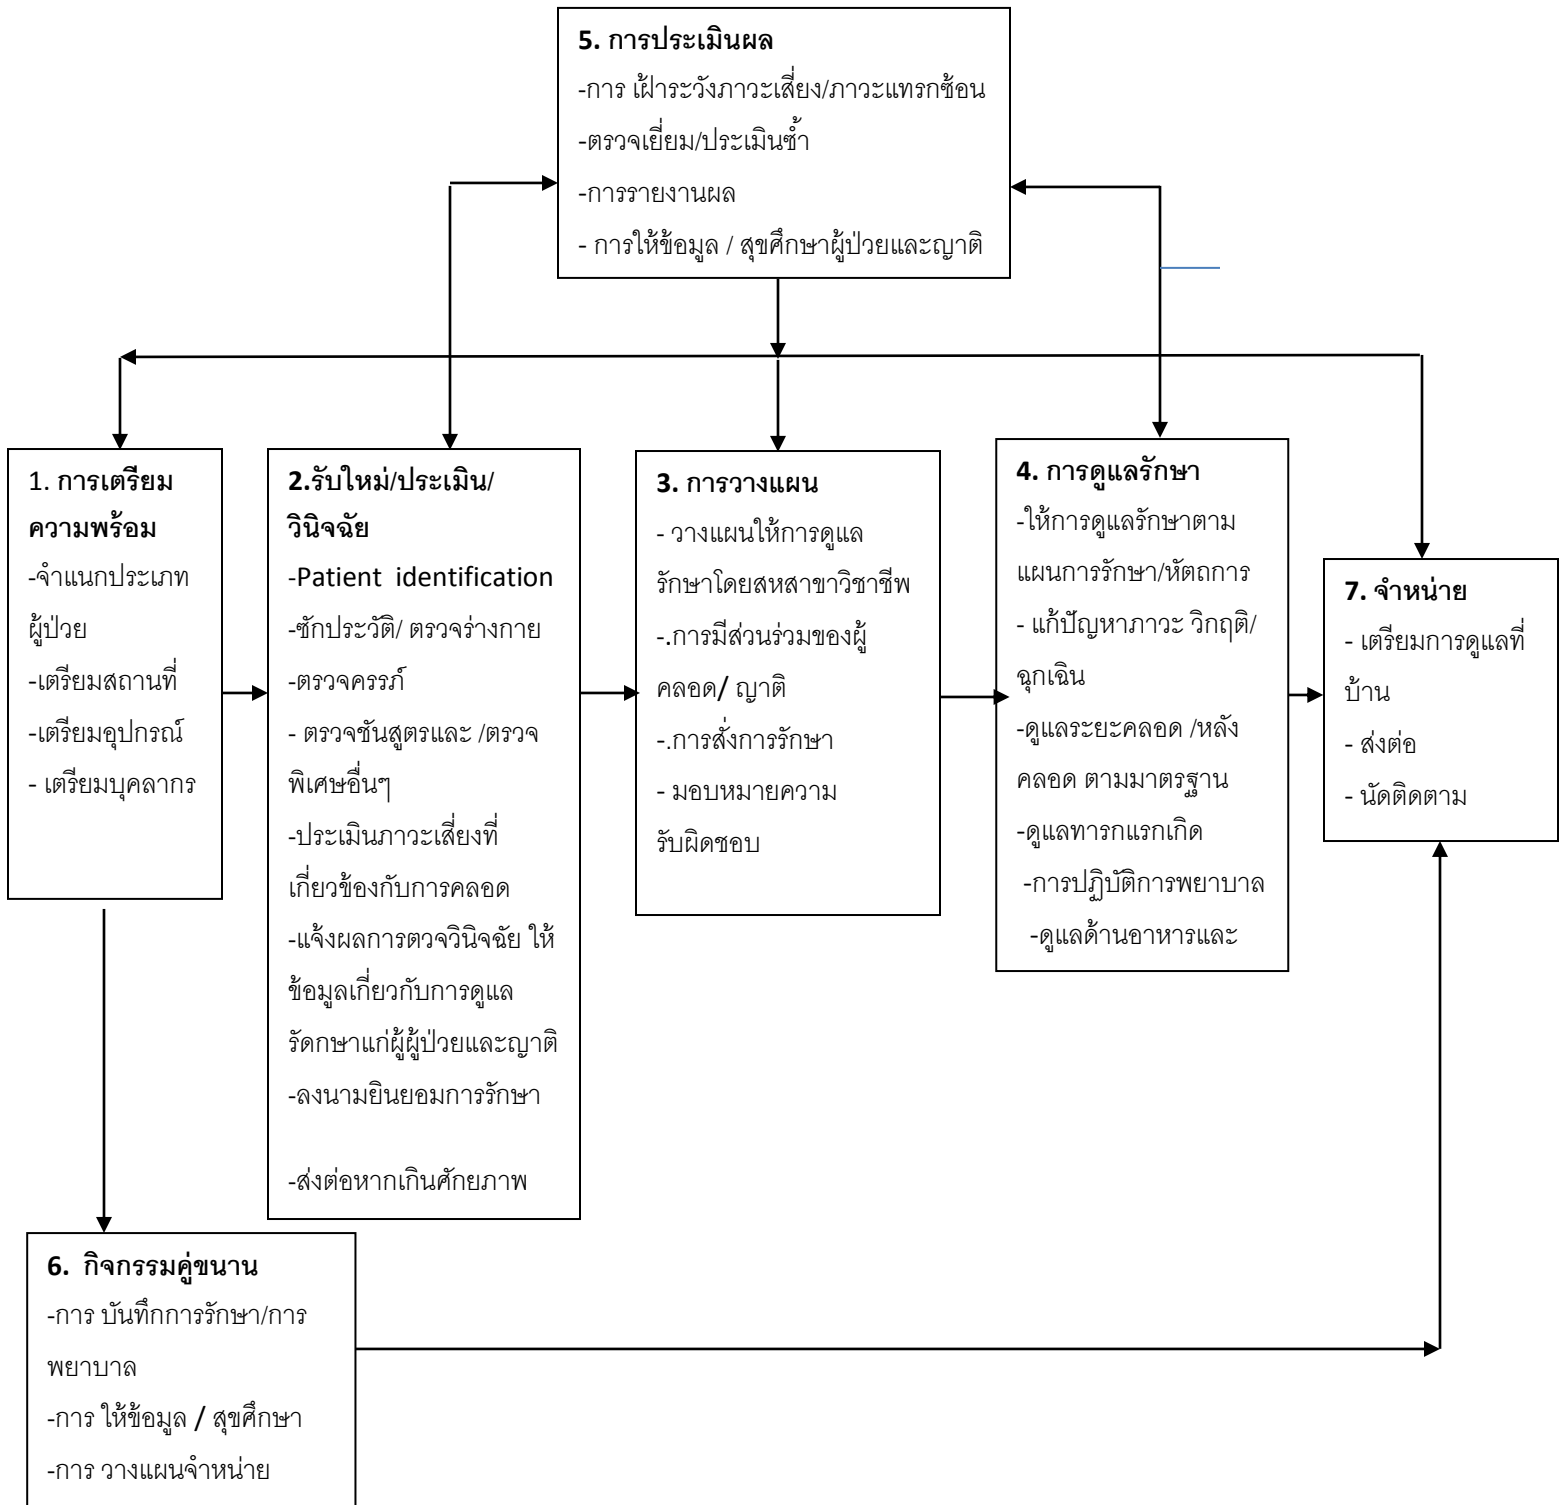 5. การประเมินผล
-การ เฝ้าระวังภาวะเสี่ยง/ภาวะแทรกซ้อน
-ตรวจเยี่ยม/ประเมินซ้ำ
-การรายงานผล
- การให้ข้อมูล / สุขศึกษาผู้ป่วยและญาติ
1. การเตรียม
ความพร้อม
-จำแนกประเภท
ผู้ป่วย
-เตรียมสถานที่
-เตรียมอุปกรณ์
- เตรียมบุคลากร
2.รับใหม่/ประเมิน/
วินิจฉัย
-Patient identification
-ซักประวัติ/ ตรวจร่างกาย
-ตรวจครรภ์
- ตรวจชันสูตรและ /ตรวจ
พิเศษอื่นๆ
-ประเมินภาวะเสี่ยงที่
เกี่ยวข้องกับการคลอด
-แจ้งผลการตวจวินิจฉัย ให้
ข้อมูลเกี่ยวกับการดูแล
รัดกษาแก่ผู้ผู้ป่วยและญาติ
-ลงนามยินยอมการรักษา
-ส่งต่อหากเกินศักยภาพ
3. การวางแผน
- วางแผนให้การดูแล
รักษาโดยสหสาขาวิชาชีพ
-.การมีส่วนร่วมของผู้
คลอด/ ญาติ
-.การสั่งการรักษา
- มอบหมายความ
รับผิดชอบ
4. การดูแลรักษา
-ให้การดูแลรักษาตาม
แผนการรักษา/หัตถการ
- แก้ปัญหาภาวะ วิกฤติ/
ฉุกเฉิน
-ดูแลระยะคลอด /หลัง
คลอด ตามมาตรฐาน
-ดูแลทารกแรกเกิด
-การปฏิบัติการพยาบาล
-ดูแลด้านอาหารและ
7. จำหน่าย
- เตรียมการดูแลที่
บ้าน
- ส่งต่อ
- นัดติดตาม
6. กิจกรรมคู่ขนาน
-การ บันทึกการรักษา/การ
พยาบาล
-การ ให้ข้อมูล / สุขศึกษา
-การ วางแผนจำหน่าย